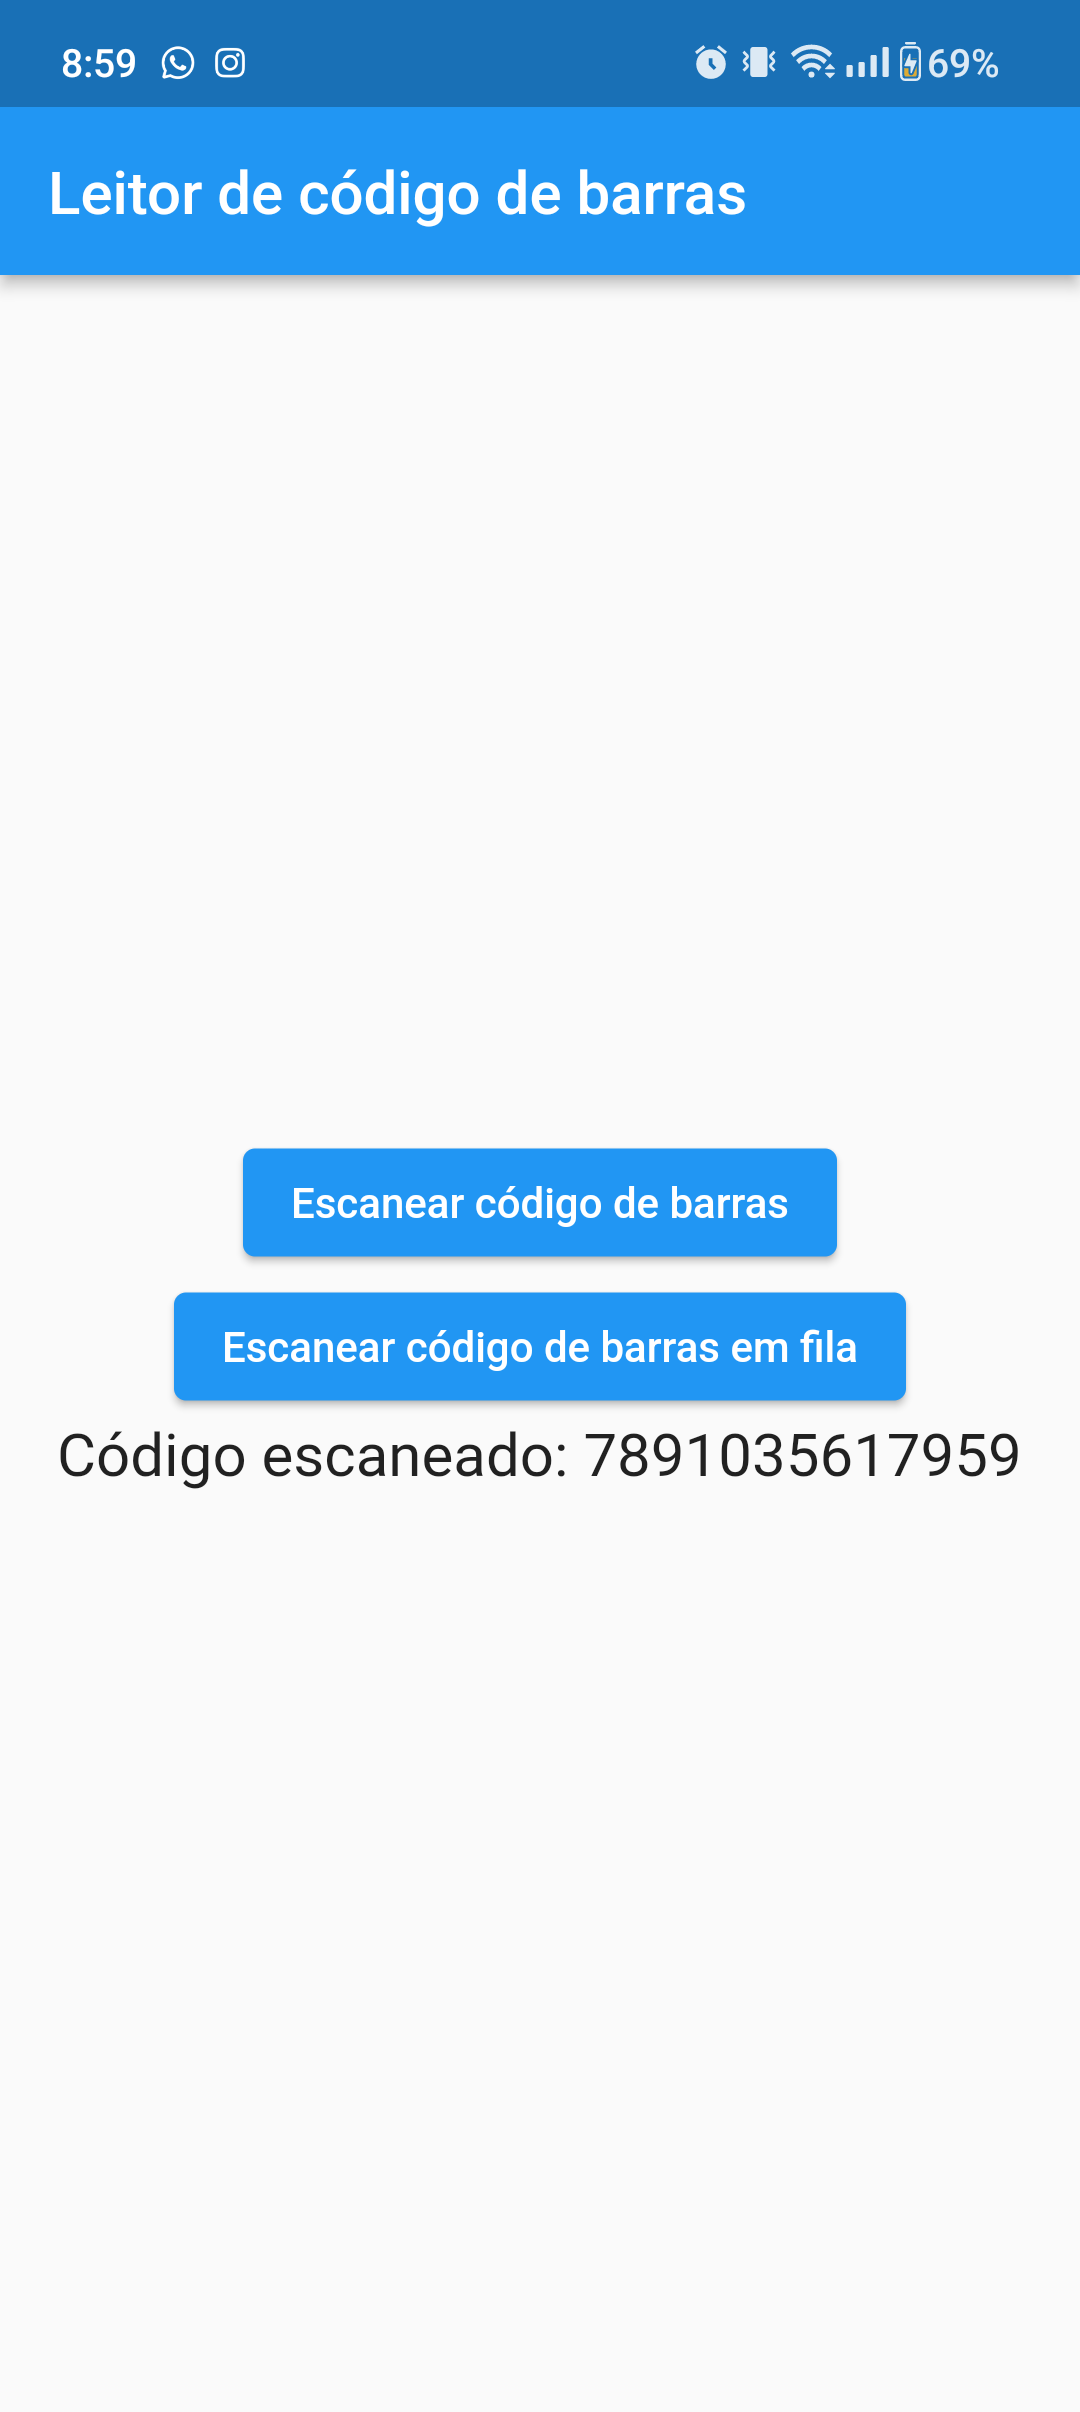 8:59
69%
Leitor de código de barras
Escanear código de barras
Escanear código de barras em fila
Código escaneado: 7891035617959